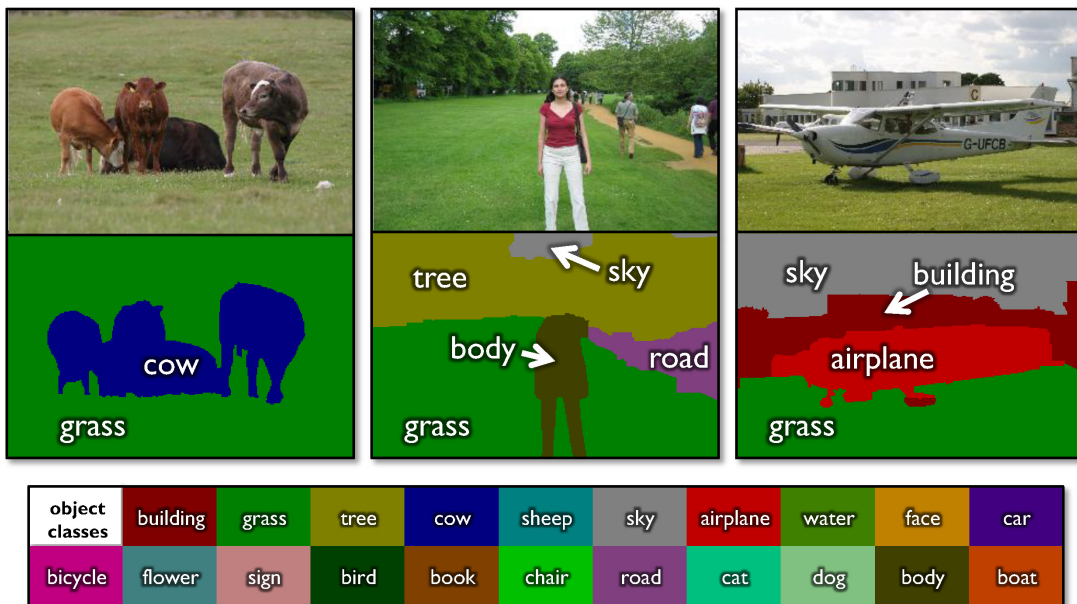 C
G-UFCB
cow
grass
tree
sky
body
road
grass
sky
building
airplane
grass
object classes
building
grass
tree
cow
sheep
sky
airplane
water
face
car
bicycle
flower
sign
bird
book
chair
road
cat
dog
body
boat